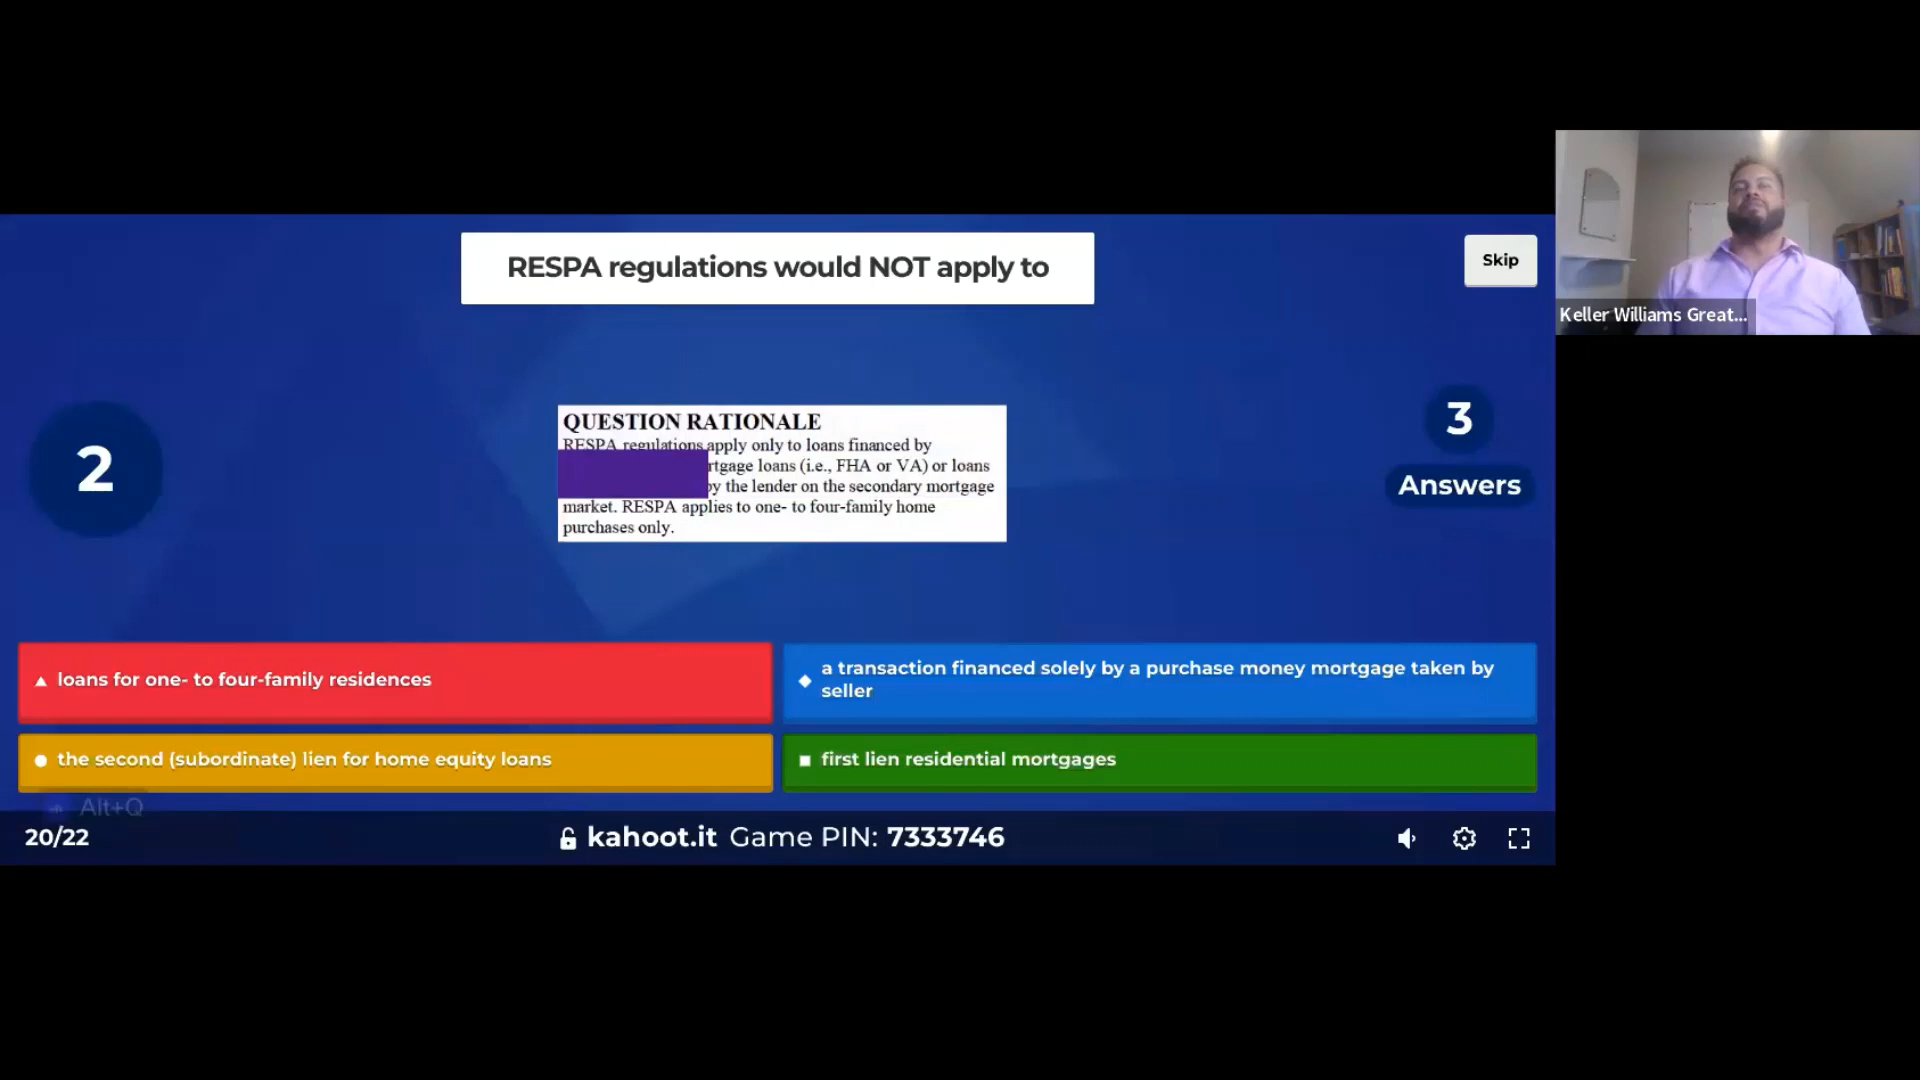 RESPA regulations would NOT apply to
Skip
Keller Williams Great...
2
QUESTION RATIONALE
RESPA regulations apply only to loans financed by
rtgage loans (i.e., FHA or VA) or loans
by the lender on the secondary mortgage
market. RESPA applies to one- to four-family home
purchases only.
3
Answers
loans for one- to four-family residences
a transaction financed solely by a purchase money mortgage taken by
seller
the second (subordinate) lien for home equity loans
first lien residential mortgages
Alt+Q
20/22
kahoot.it Game PIN: 7333746